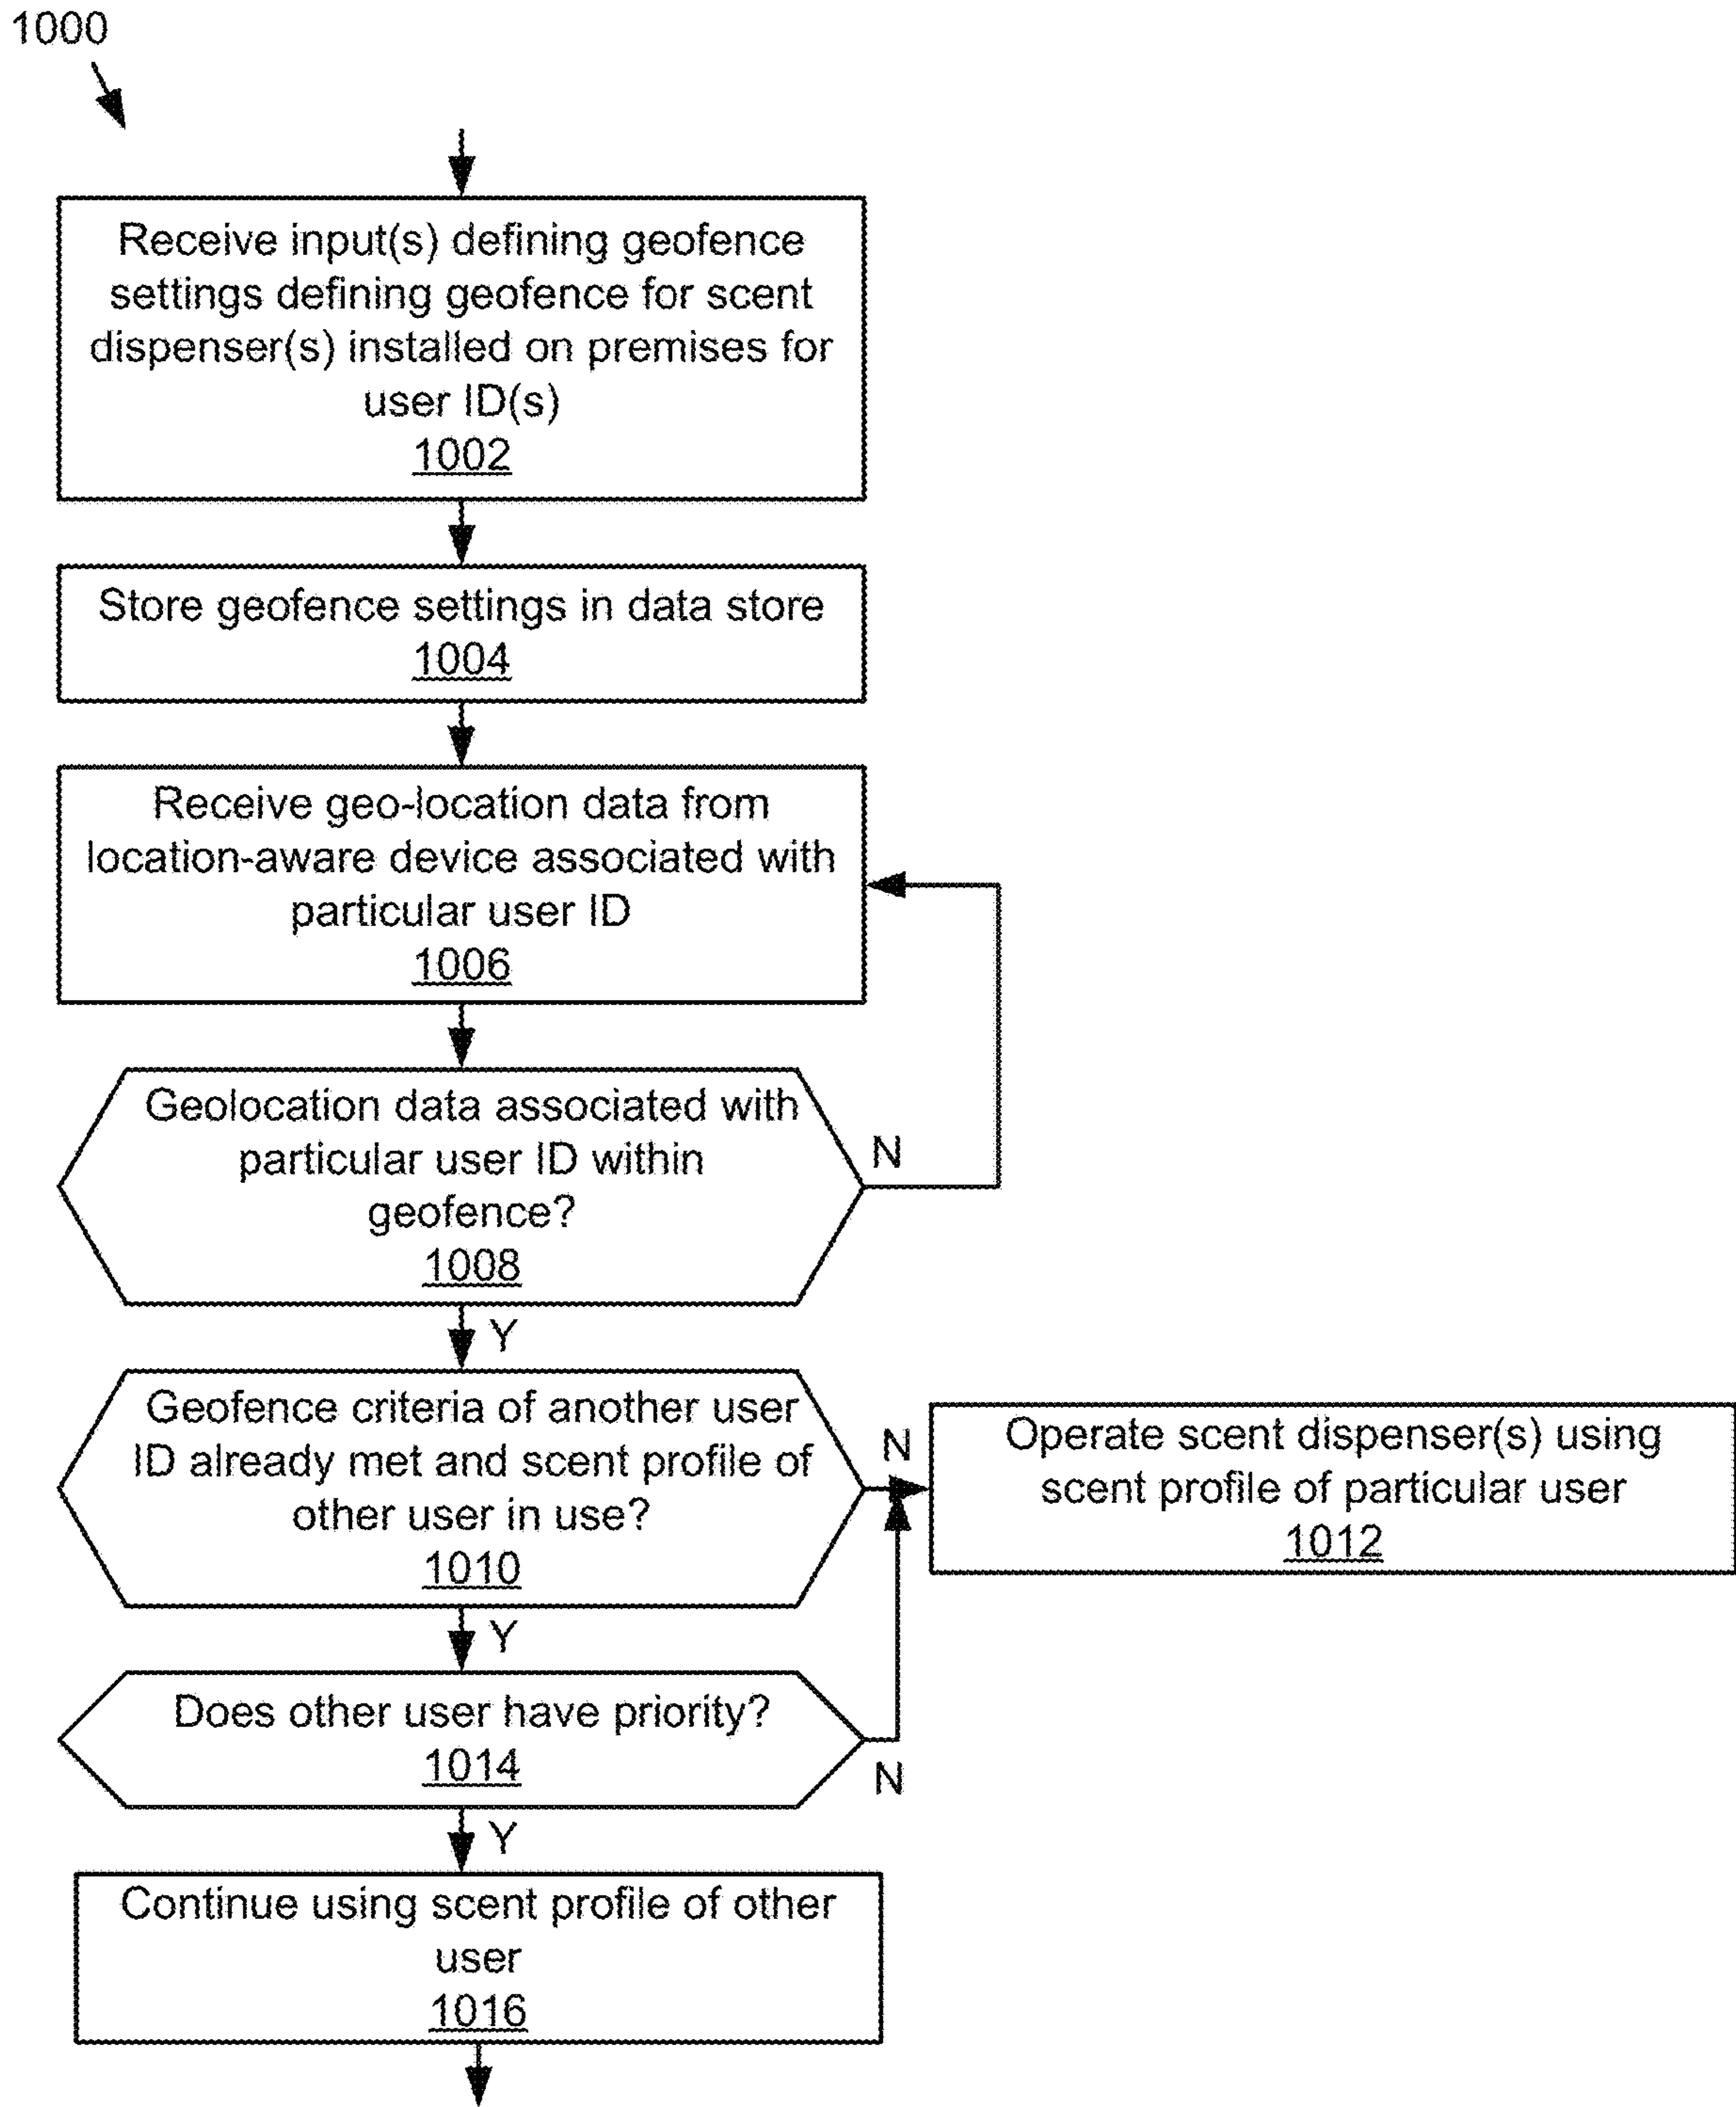 1000
Receive input(s) defining geofence
settings defining geofence for scent
dispenser(s) installed on premises for
user ID(s)
1002
Store geofence settings in data store
1004
Receive geo-location data from
location-aware device associated with
particular user ID
1006
Geolocation data associated with
particular user ID within
geofence?
1008
N
Y
Geofence criteria of another user
ID already met and scent profile of
other user in use?
1010
N
Operate scent dispenser(s) using
scent profile of particular user
1012
Y
Does other user have priority?
1014
N
Y
Continue using scent profile of other
user
1016